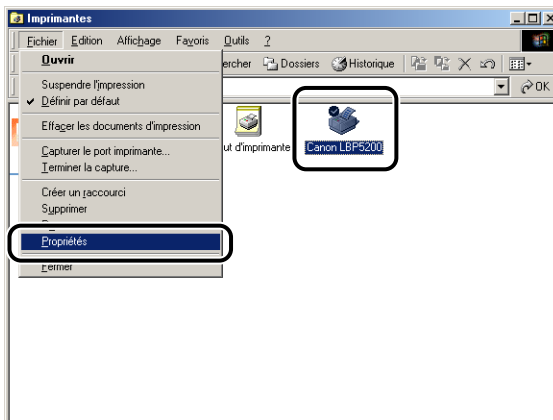 Imprimantes
Fichier Edition Affichage Favoris Outils ?
Ouvrir
Suspendre l'impression
Définir par défaut
Effacer les documents d'impression
Capturer le port imprimante...
Terminer la capture...
Créer un raccourci
Supprimer
Propriétés
Fermer
ercher Dossiers Historique
OK
ut d'imprimante
Canon LBP5200